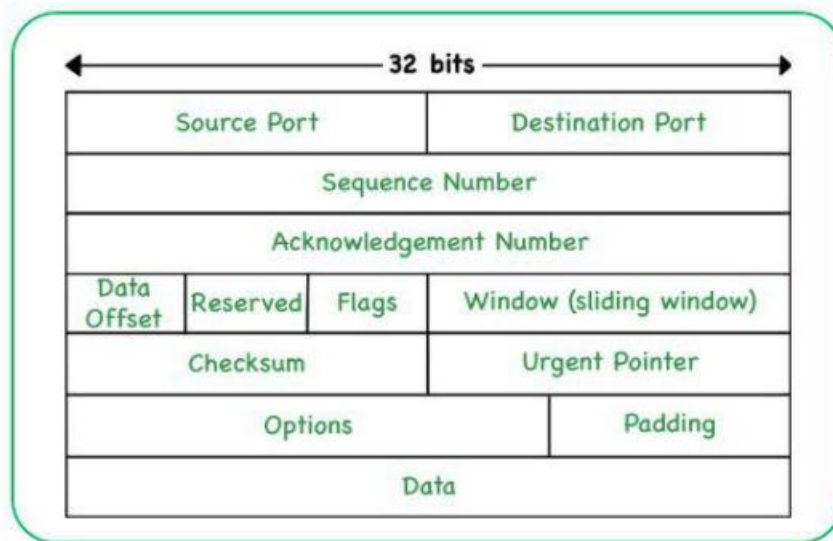 32 bits
Source Port Destination Port
Sequence Number
Acknowledgement Number
Data Offset Reserved Flags Window (sliding window)
Checksum Urgent Pointer
Options Padding
Data